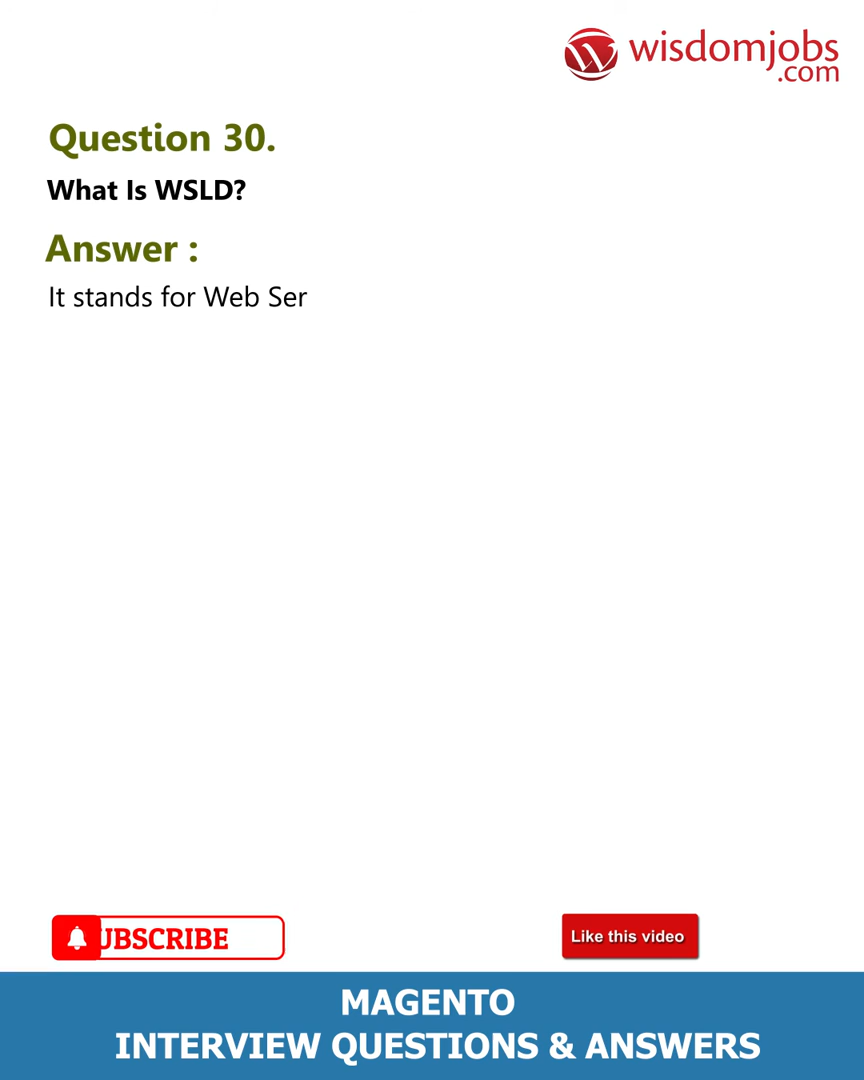 wisdomjobs
.com
Question 30.
What Is WSLD?
Answer :
It stands for Web Ser
UBSCRIBE
Like this video
MAGENTO
INTERVIEW QUESTIONS & ANSWERS